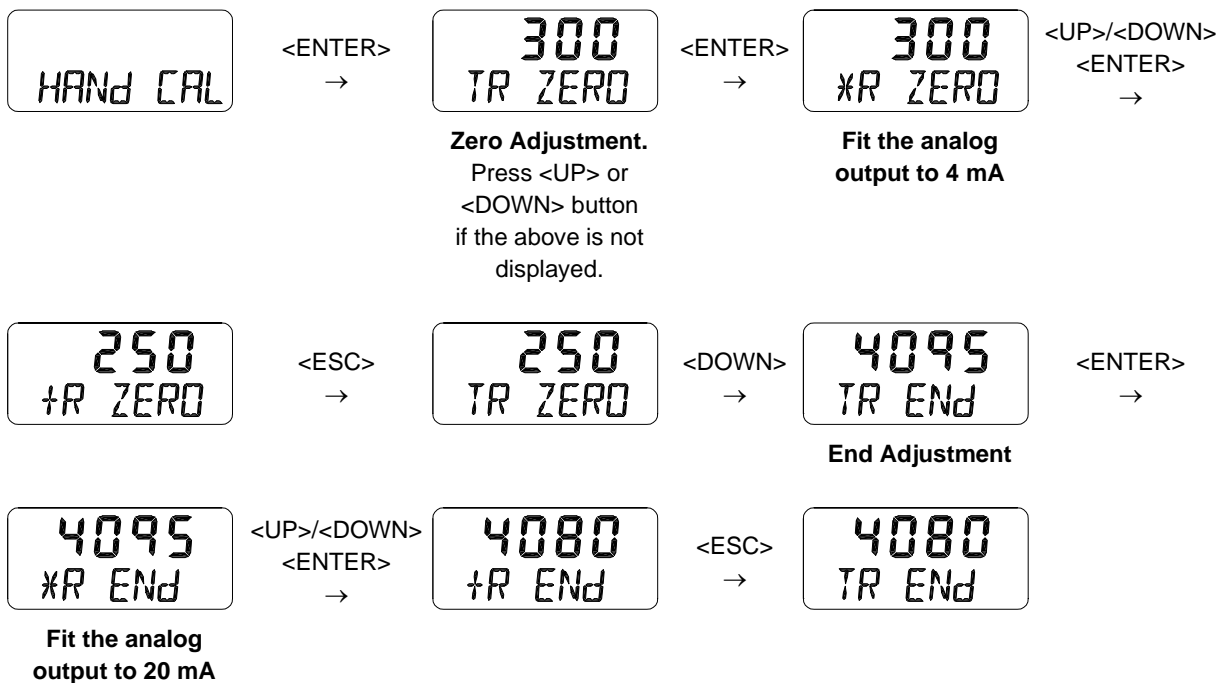 HANd CAL
<ENTER>
→
300
TR ZERO
<ENTER>
→
300
*R ZERO
<UP>/<DOWN>
<ENTER>
→
Zero Adjustment.
Press <UP> or
<DOWN> button
if the above is not
displayed.
Fit the analog
output to 4 mA
250
+R ZERO
<ESC>
→
250
TR ZERO
<DOWN>
→
4095
TR ENd
<ENTER>
→
End Adjustment
4095
*R ENd
<UP>/<DOWN>
<ENTER>
→
4080
+R ENd
<ESC>
→
4080
TR ENd
Fit the analog
output to 20 mA